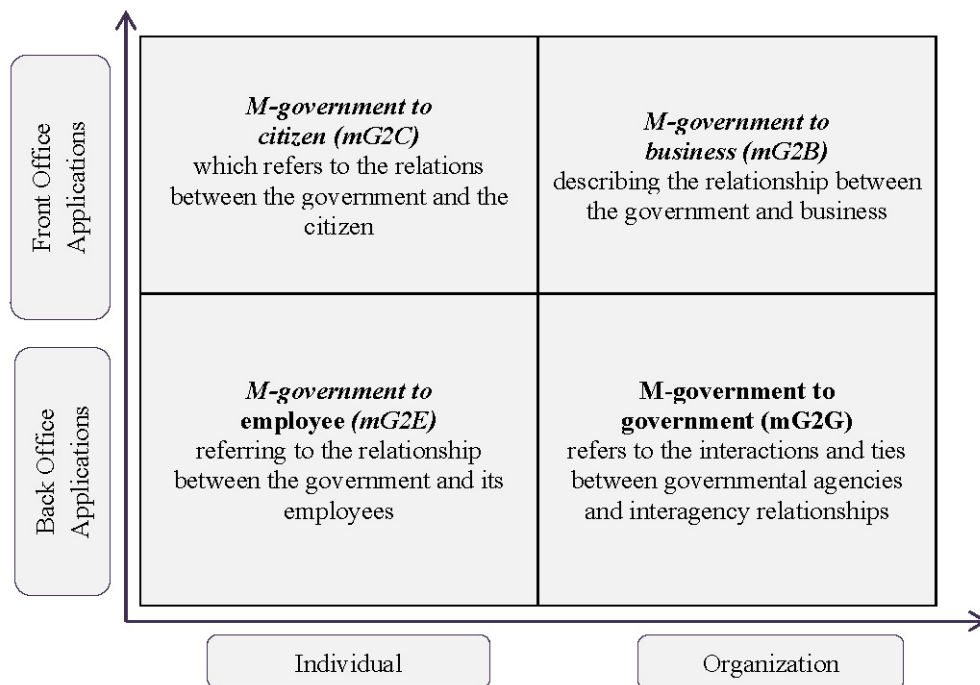 Front Office
Applications
M-government to
citizen (mG2C)
which refers to the relations
between the government and the
citizen
M-government to
business (mG2B)
describing the relationship between
the government and business
Back Office
Applications
M-government to
employee (mG2E)
referring to the relationship
between the government and its
employees
M-government to
government (mG2G)
refers to the interactions and ties
between governmental agencies
and interagency relationships
Individual
Organization